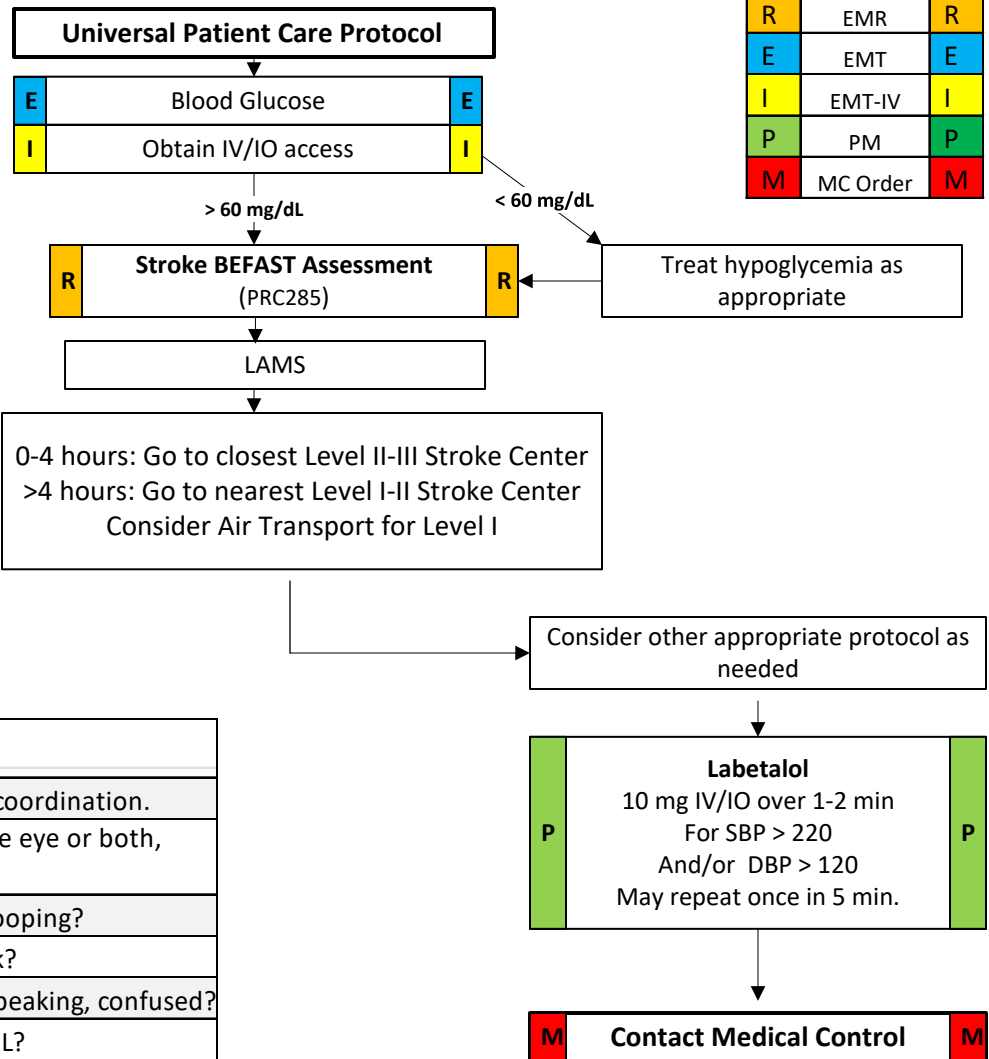 Universal Patient Care Protocol
R EMR R
E EMT E
I EMT-IV I
P PM P
M MC Order M
E Blood Glucose E
I Obtain IV/IO access I
> 60 mg/dL
< 60 mg/dL
R Stroke BEFAST Assessment R
(PRC285)
Treat hypoglycemia as
appropriate
LAMS
0-4 hours: Go to closest Level II-III Stroke Center
>4 hours: Go to nearest Level I-II Stroke Center
Consider Air Transport for Level I
Consider other appropriate protocol as
needed
Labetalol
10 mg IV/IO over 1-2 min
P For SBP > 220 P
And/or DBP > 120
May repeat once in 5 min.
M Contact Medical Control M
coordination.
eye or both,
speaking, confused?